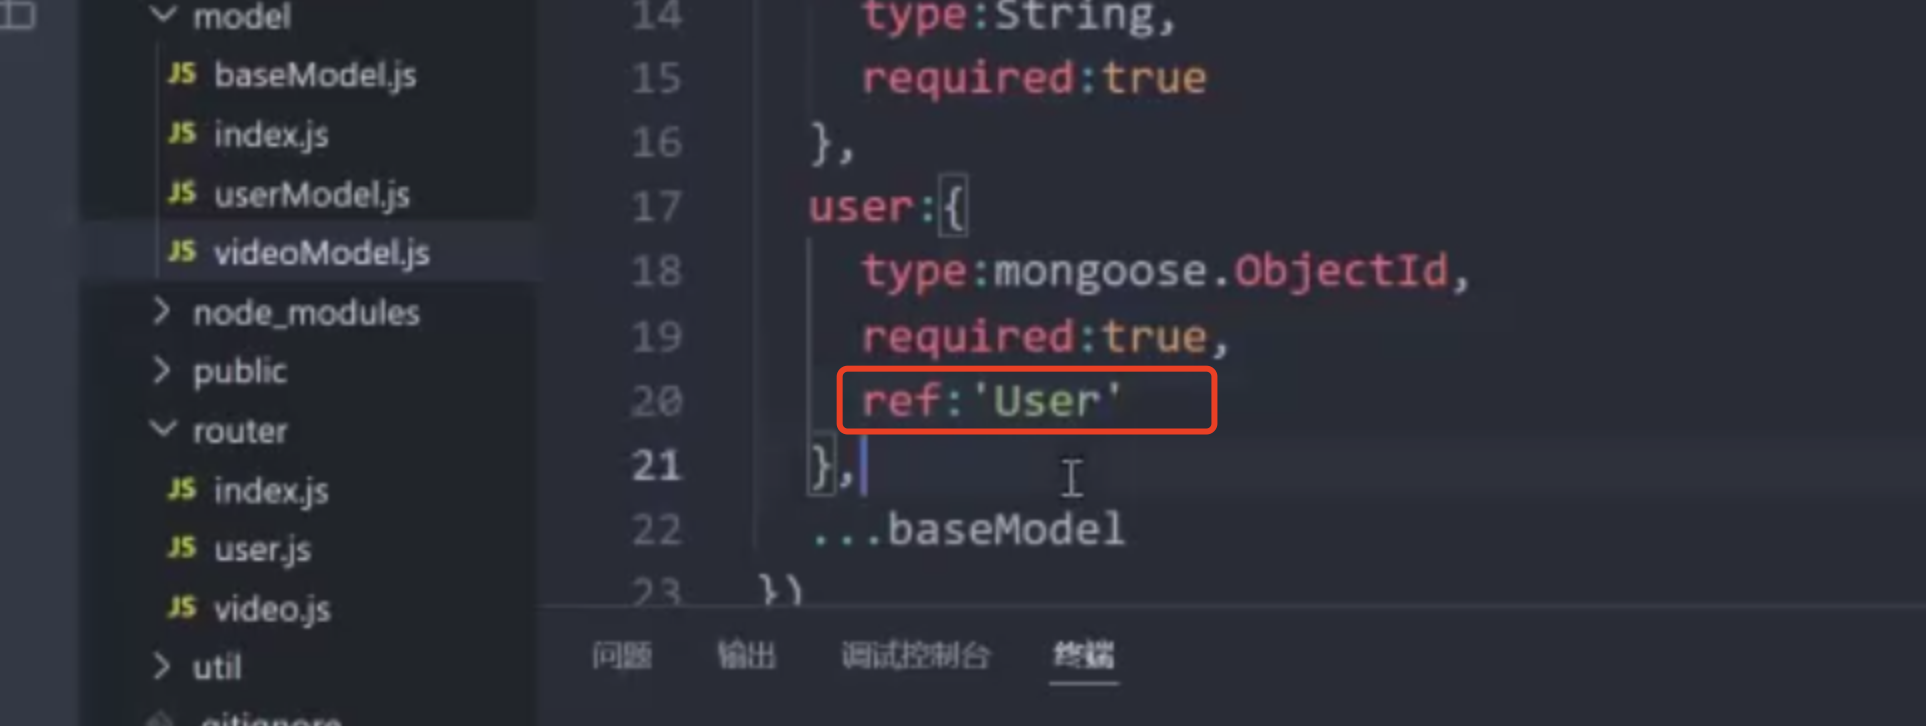 model
JS baseModel.js
JS index.js
JS userModel.js
JS videoModel.js
node_modules
public
router
JS index.js
JS user.js
JS video.js
util
.gitignore
14 type:String,
15 required:true
16 },
17 user:{
18 type:mongoose.ObjectId,
19 required:true,
20 ref:'User'
21 },
22 ...baseModel
23 })
问题 输出 调试控制台 终端